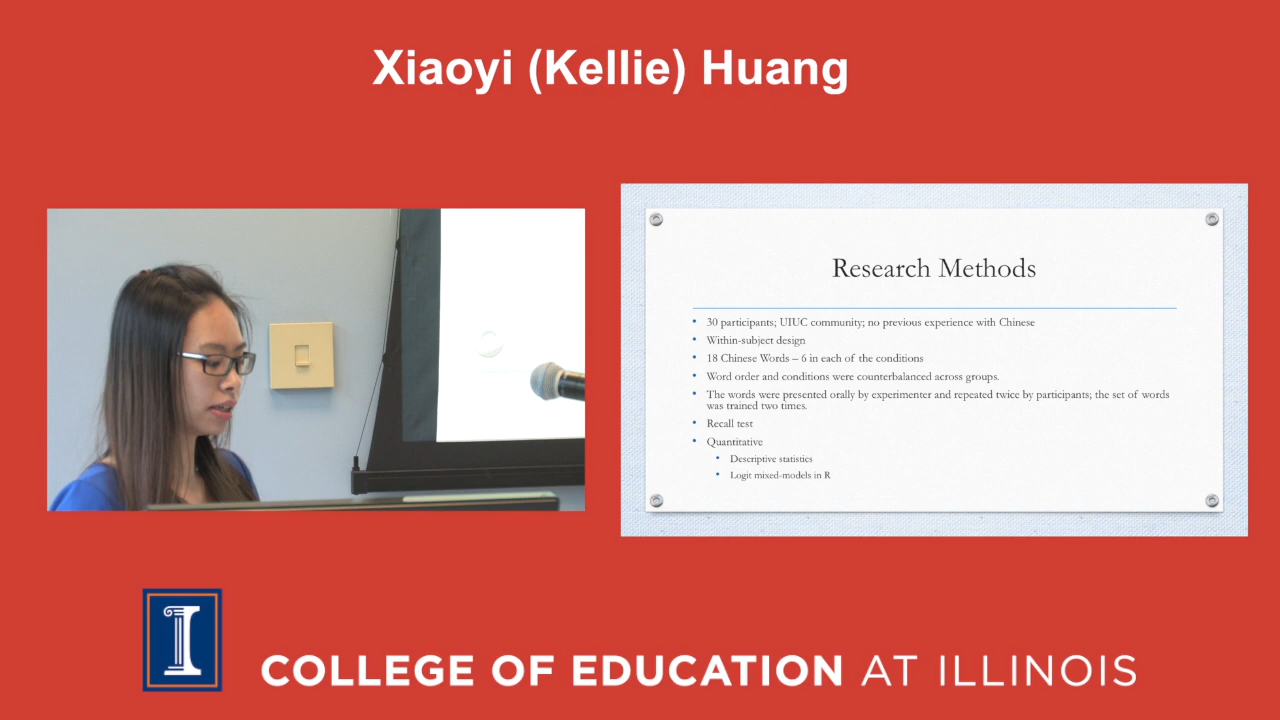 Xiaoyi (Kellie) Huang
Research Methods
• 30 participants; UIUC community; no previous experience with Chinese
• Within-subject design
• 18 Chinese Words – 6 in each of the conditions
• Word order and conditions were counterbalanced across groups.
• The words were presented orally by experimenter and repeated twice by participants; the set of words
was trained two times.
• Recall test
• Quantitative
• Descriptive statistics
• Logit mixed-models in R
I
COLLEGE OF EDUCATION AT ILLINOIS